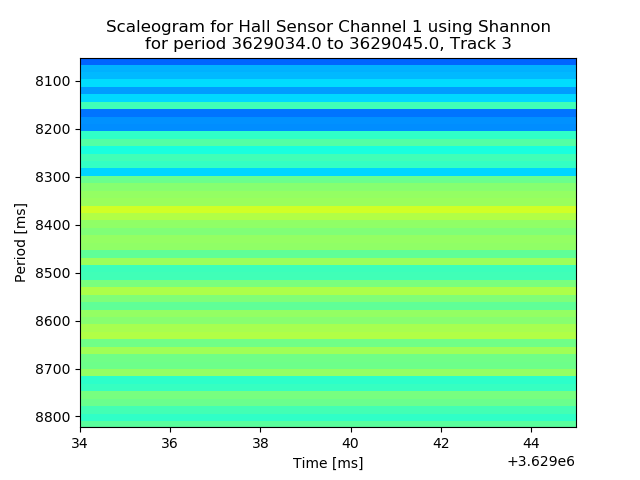 Scaleogram for Hall Sensor Channel 1 using Shannon
for period 3629034.0 to 3629045.0, Track 3
8100
8200
8300
8400
8500
8600
8700
8800
Period [ms]
34 36 38 40 42 44
Time [ms]
+3.629e6